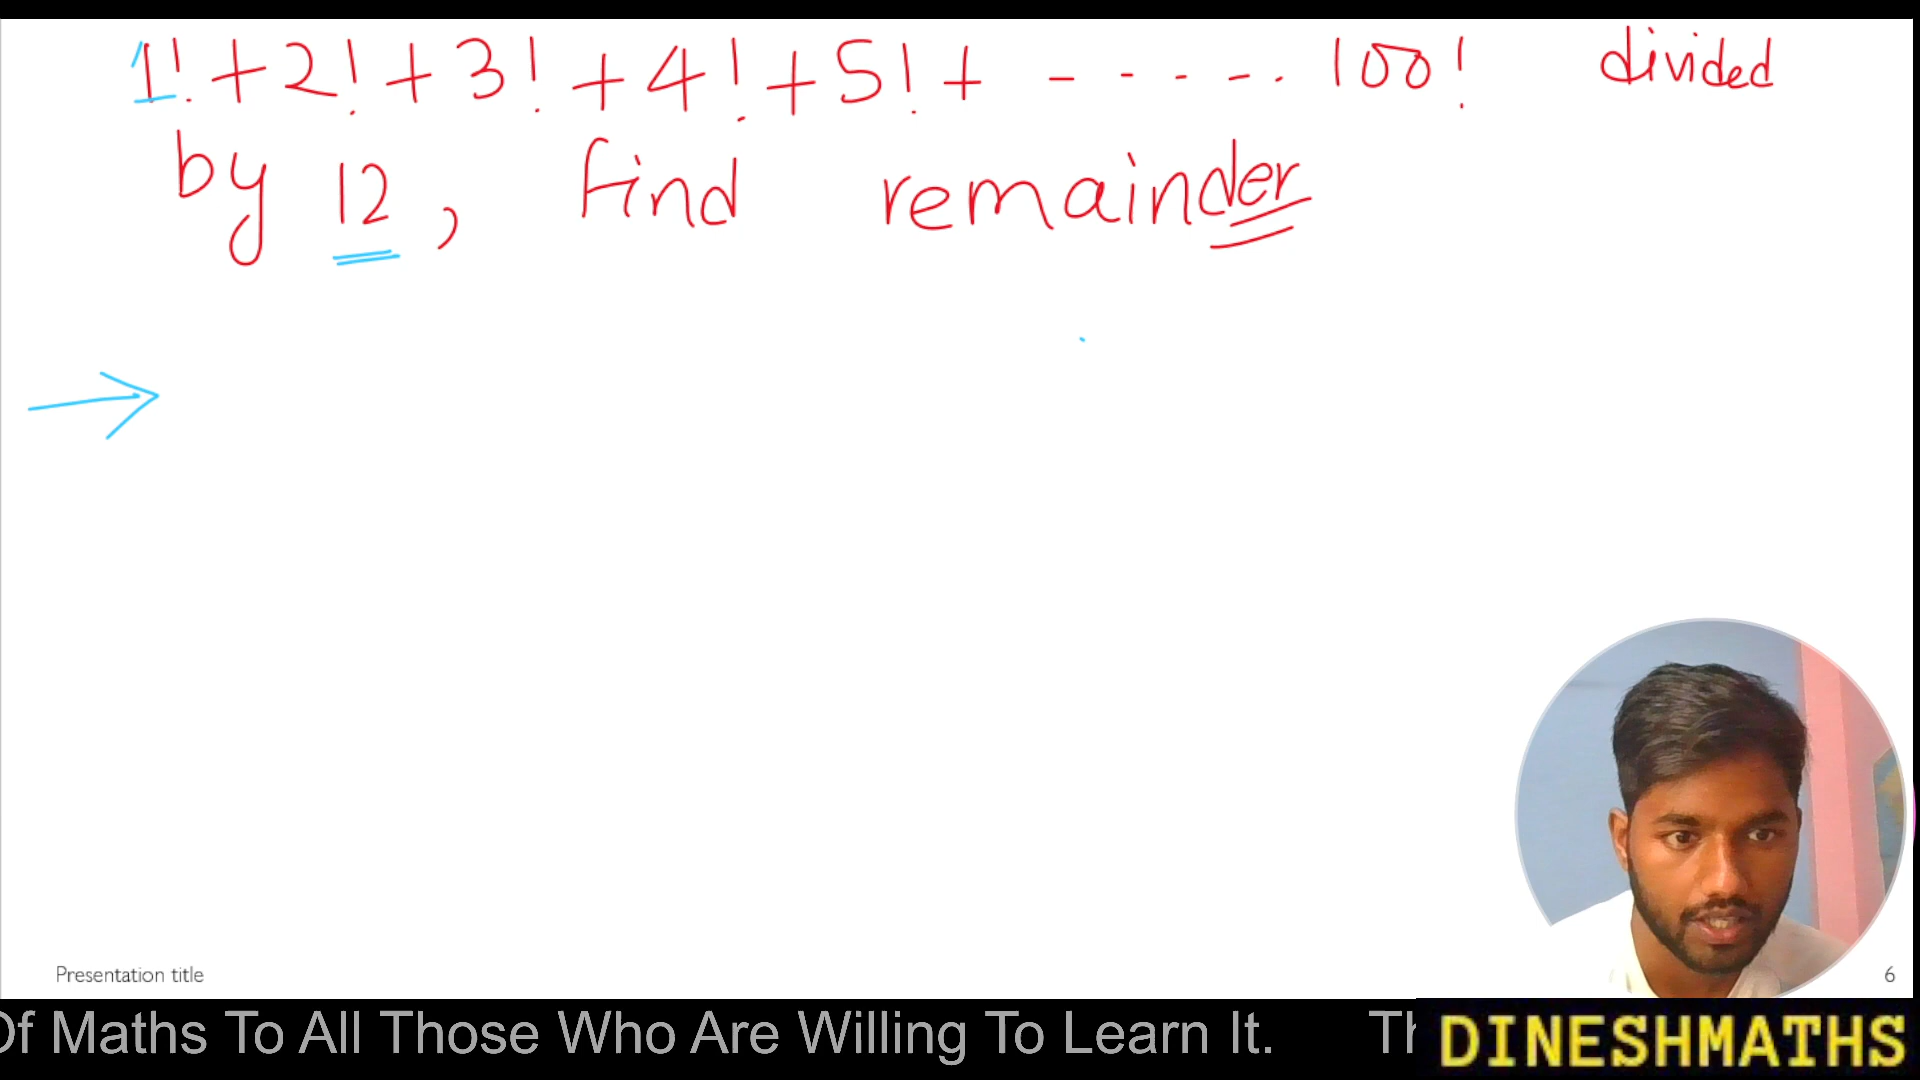 1! + 2! + 3! + 4! + 5! + - - - - - . 100! divided
by 12, find remainder
Presentation title
6
Of Maths To All Those Who Are Willing To Learn It. Th
DINESHMATHS